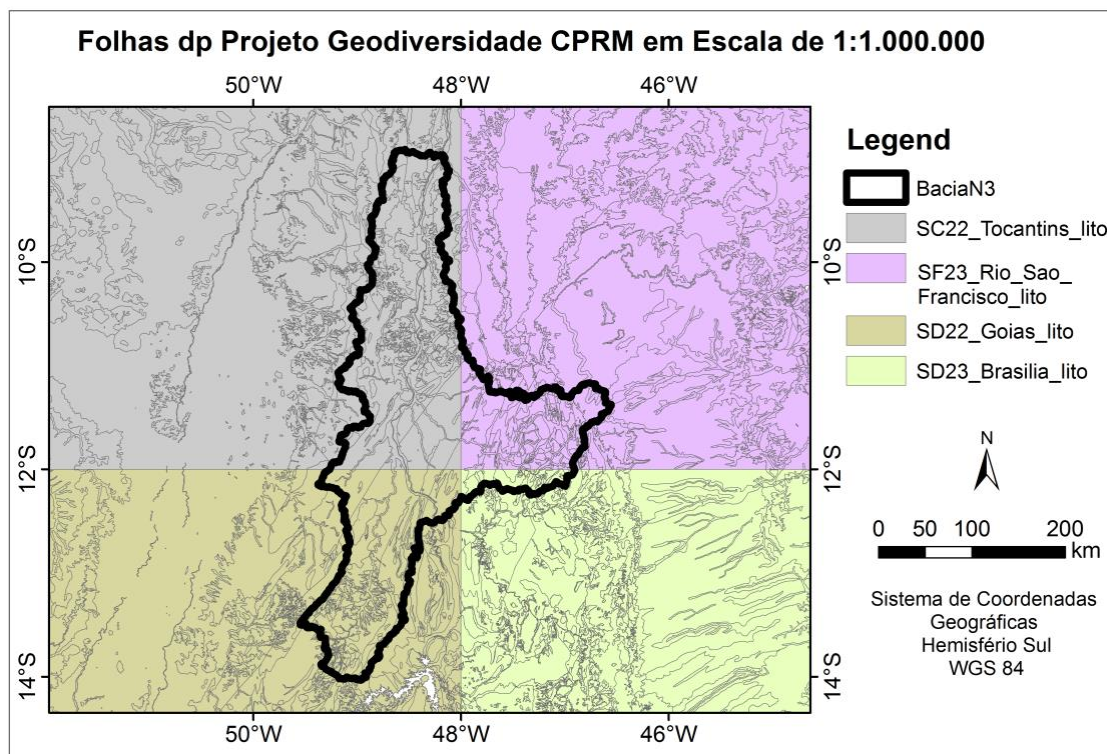 Folhas dp Projeto Geodiversidade CPRM em Escala de 1:1.000.000
50°W
48°W
46°W
10°S
12°S
14°S
10°S
12°S
14°S
50°W
48°W
46°W
Legend
BaciaN3
SC22_Tocantins_lito
SF23_Rio_Sao_
Francisco_lito
SD22_Goias_lito
SD23_Brasilia_lito
N
0 50 100 200
km
Sistema de Coordenadas
Geográficas
Hemisfério Sul
WGS 84